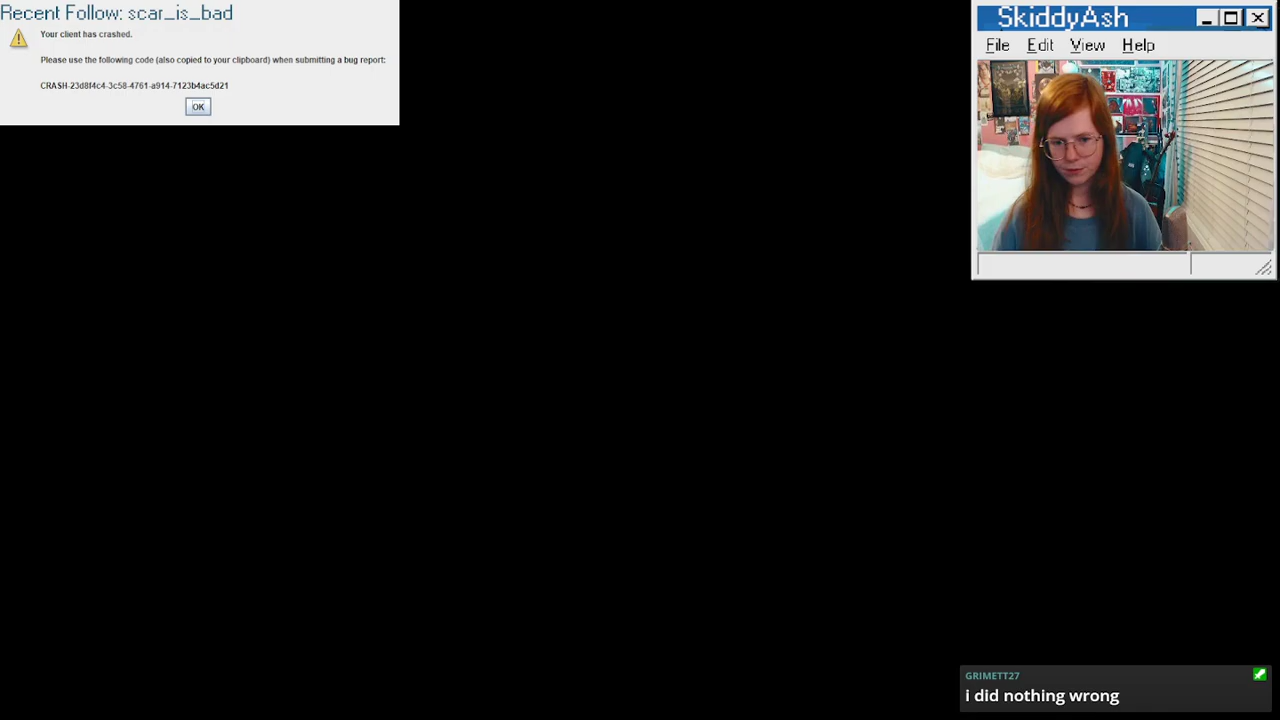 Recent Follow: scar_is_bad
Your client has crashed.
Please use the following code (also copied to your clipboard) when submitting a bug report:
CRASH-23d8f4c4-3c58-4761-a914-7123b4ac5d21
OK
SkiddyAsh
File Edit View Help
GRIMETT27
i did nothing wrong